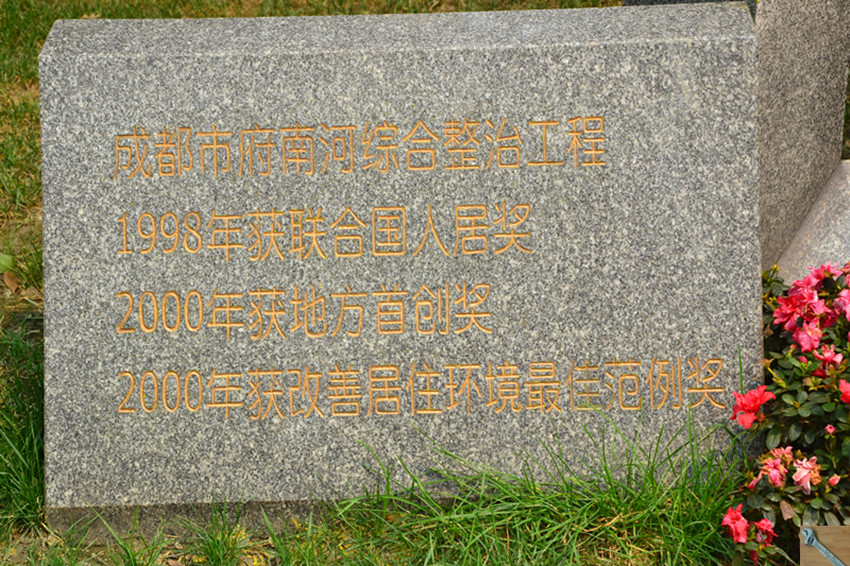 成都市府南河综合整治工程
1998年获联合国人居奖
2000年获地方首创奖
2000年获改善居住环境最佳范例奖